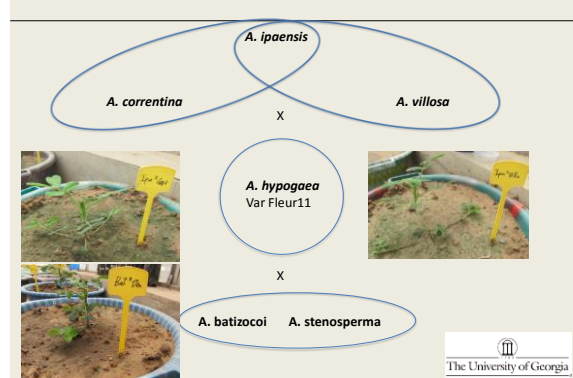 A. ipaensis
A. correntina
A. villosa
X
A. hypogaea
Var Fleur11
X
A. batizocoi
A. stenosperma
The University of Georgia